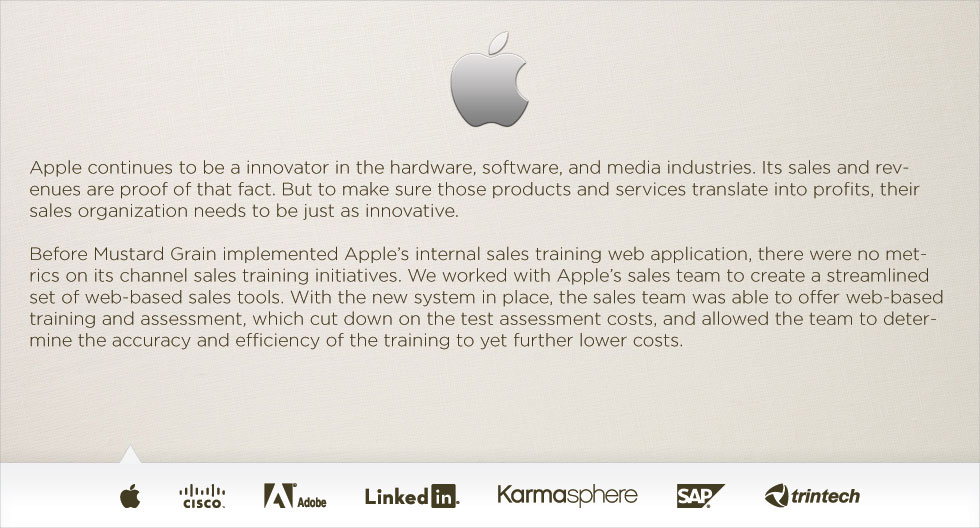 Apple continues to be a innovator in the hardware, software, and media industries. Its sales and rev-
enues are proof of that fact. But to make sure those products and services translate into profits, their
sales organization needs to be just as innovative.
Before Mustard Grain implemented Apple’s internal sales training web application, there were no met-
rics on its channel sales training initiatives. We worked with Apple’s sales team to create a streamlined
set of web-based sales tools. With the new system in place, the sales team was able to offer web-based
training and assessment, which cut down on the test assessment costs, and allowed the team to deter-
mine the accuracy and efficiency of the training to yet further lower costs.
CISCO. Adobe Linked in. Karmasphere SAP trintech